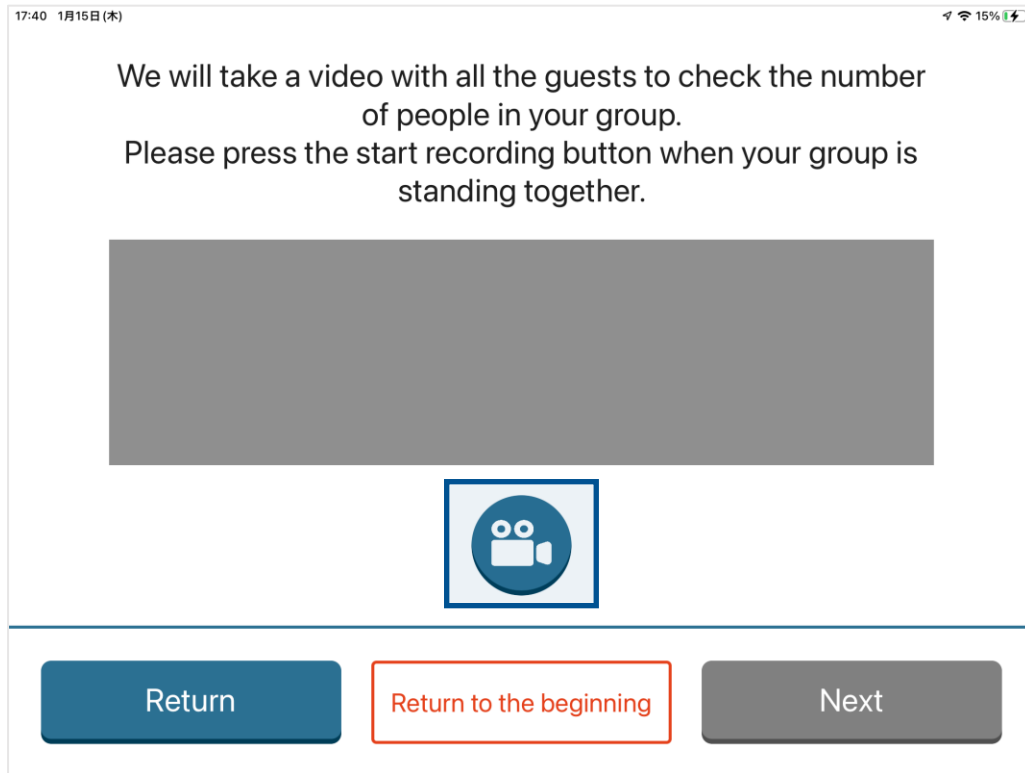 17:40 1月15日(木)
15%
We will take a video with all the guests to check the number
of people in your group.
Please press the start recording button when your group is
standing together.
Return
Return to the beginning
Next